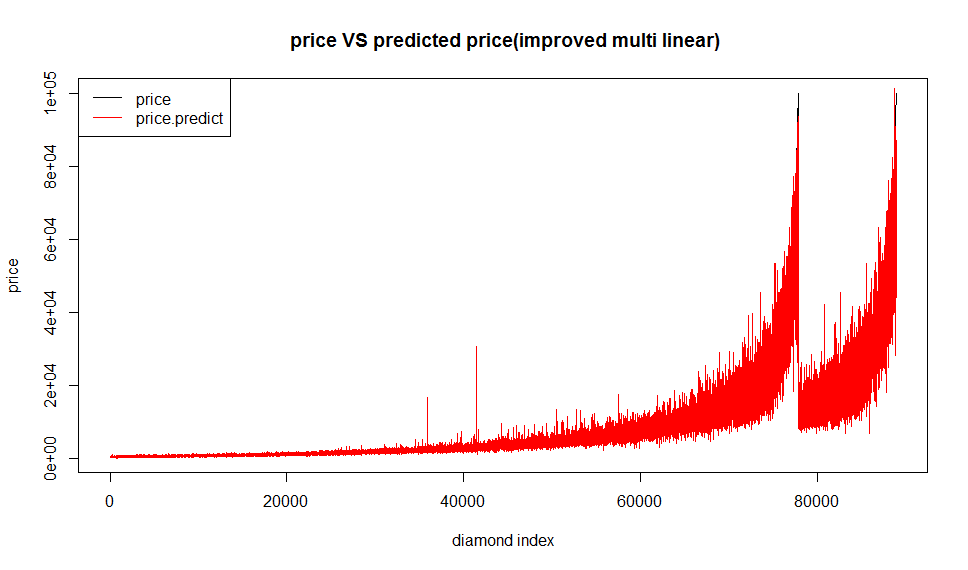 price VS predicted price(improved multi linear)
price
price.predict
1e+05
8e+04
6e+04
4e+04
2e+04
0e+00
price
0 20000 40000 60000 80000
diamond index